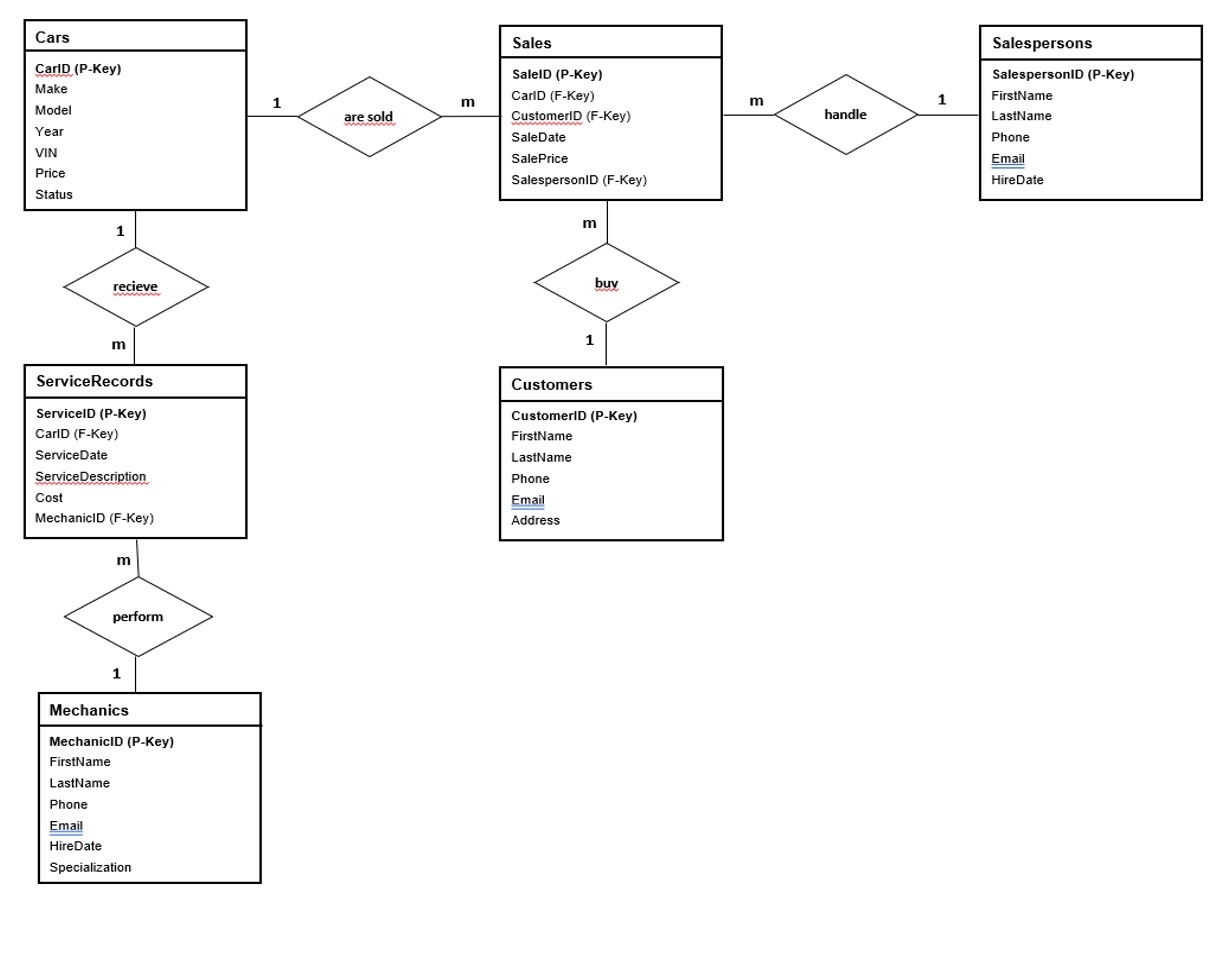 Cars
CarID (P-Key)
Make
Model
Year
VIN
Price
Status
1
are sold
m
Sales
SaleID (P-Key)
CarID (F-Key)
CustomerID (F-Key)
SaleDate
SalePrice
SalespersonID (F-Key)
m
handle
1
Salespersons
SalespersonID (P-Key)
FirstName
LastName
Phone
Email
HireDate
1
recieve
m
m
buv
1
ServiceRecords
ServiceID (P-Key)
CarID (F-Key)
ServiceDate
ServiceDescription
Cost
MechanicID (F-Key)
Customers
CustomerID (P-Key)
FirstName
LastName
Phone
Email
Address
m
perform
1
Mechanics
MechanicID (P-Key)
FirstName
LastName
Phone
Email
HireDate
Specialization